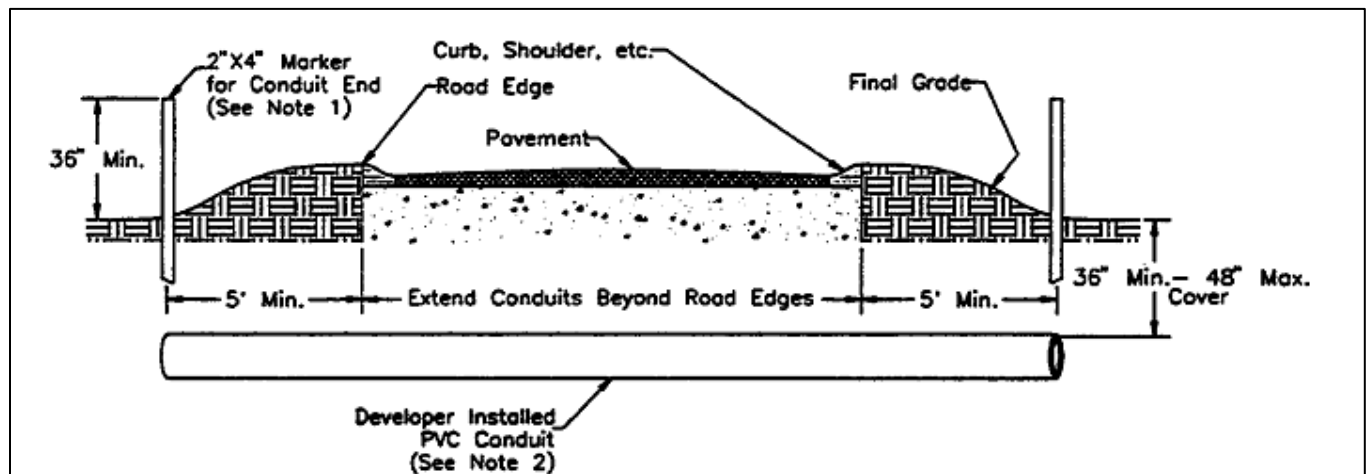 2"X4" Marker
for Conduit End
(See Note 1)
Curb, Shoulder, etc.
Road Edge
Final Grade
Pavement
36" Min.
5' Min.
Extend Conduits Beyond Road Edges
5' Min.
36" Min.– 48" Max.
Cover
Developer Installed
PVC Conduit
(See Note 2)